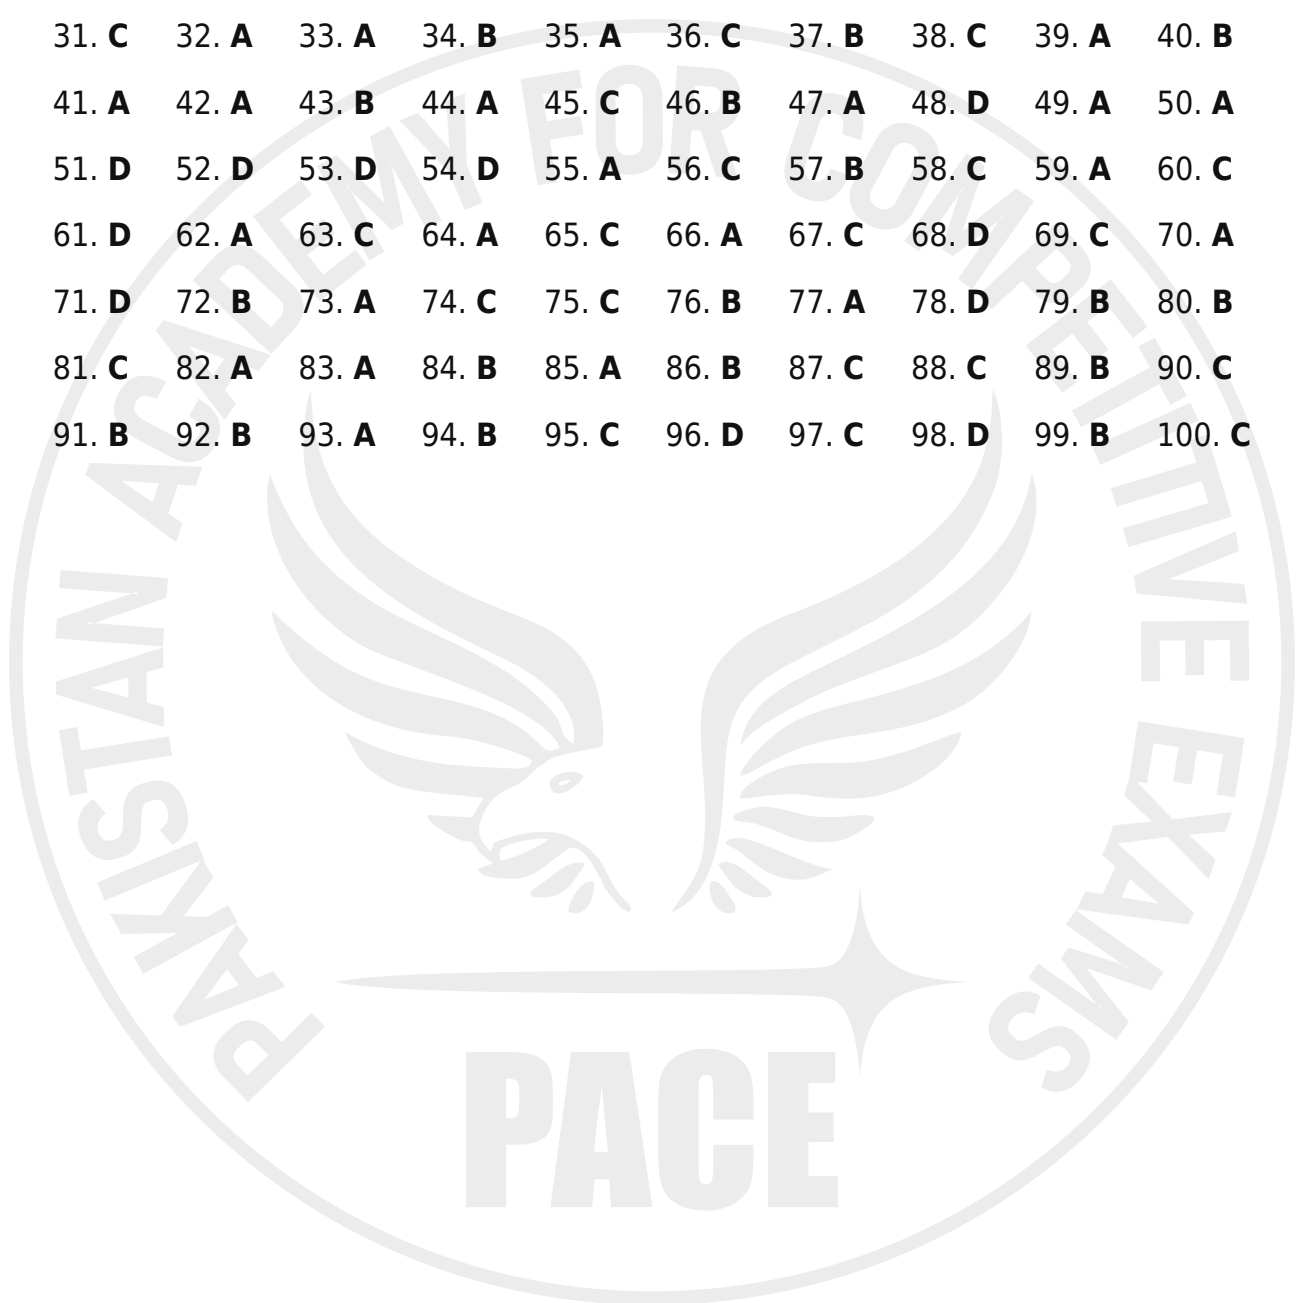 31. C 32. A 33. A 34. B 35. A 36. C 37. B 38. C 39. A 40. B
41. A 42. A 43. B 44. A 45. C 46. B 47. A 48. D 49. A 50. A
51. D 52. D 53. D 54. D 55. A 56. C 57. B 58. C 59. A 60. C
61. D 62. A 63. C 64. A 65. C 66. A 67. C 68. D 69. C 70. A
71. D 72. B 73. A 74. C 75. C 76. B 77. A 78. D 79. B 80. B
81. C 82. A 83. A 84. B 85. A 86. B 87. C 88. C 89. B 90. C
91. B 92. B 93. A 94. B 95. C 96. D 97. C 98. D 99. B 100. C
PAKISTAN ACADEMY FOR COMPETITIVE EXAMS
PACE